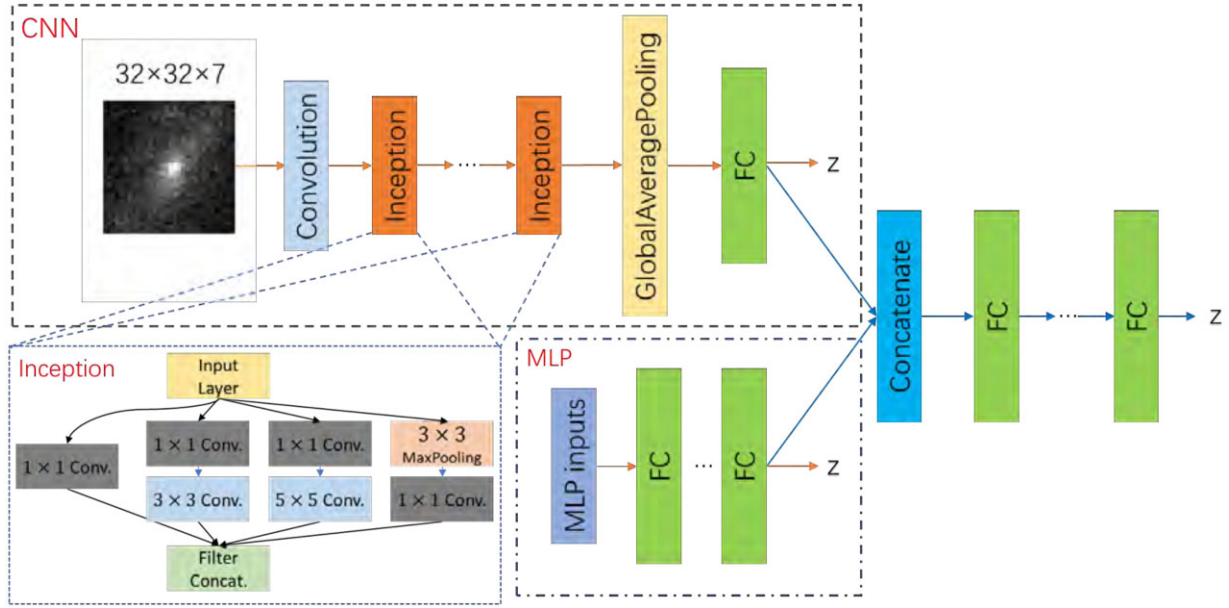 CNN
32×32×7
Convolution
Inception
...
Inception
GlobalAveragePooling
FC
z
Concatenate
FC
...
FC
z
Inception
Input
Layer
1 × 1 Conv.
1 × 1 Conv.
1 × 1 Conv.
3 × 3
MaxPooling
3 × 3 Conv.
5 × 5 Conv.
1 × 1 Conv.
Filter
Concat.
MLP
MLP inputs
FC
...
FC
z